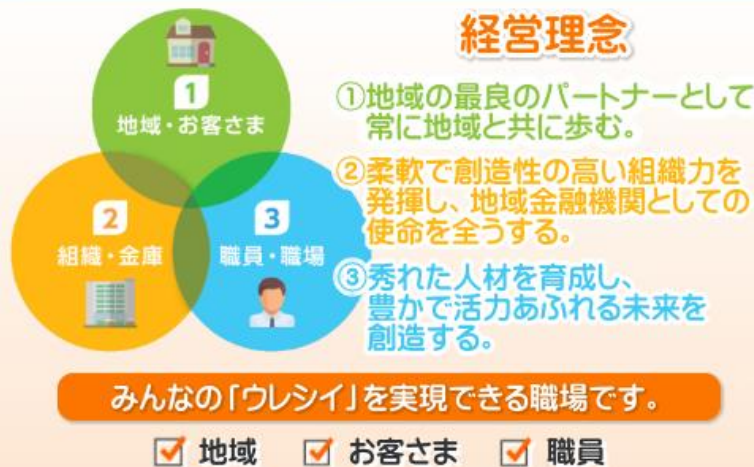 経営理念
1
地域・お客さま
2
組織・金庫
3
職員・職場
①地域の最良のパートナーとして
常に地域と共に歩む。
②柔軟で創造性の高い組織力を
発揮し、地域金融機関としての
使命を全うする。
③秀れた人材を育成し、
豊かで活力あふれる未来を
創造する。
みんなの「ウレシイ」を実現できる職場です。
地域 お客さま 職員